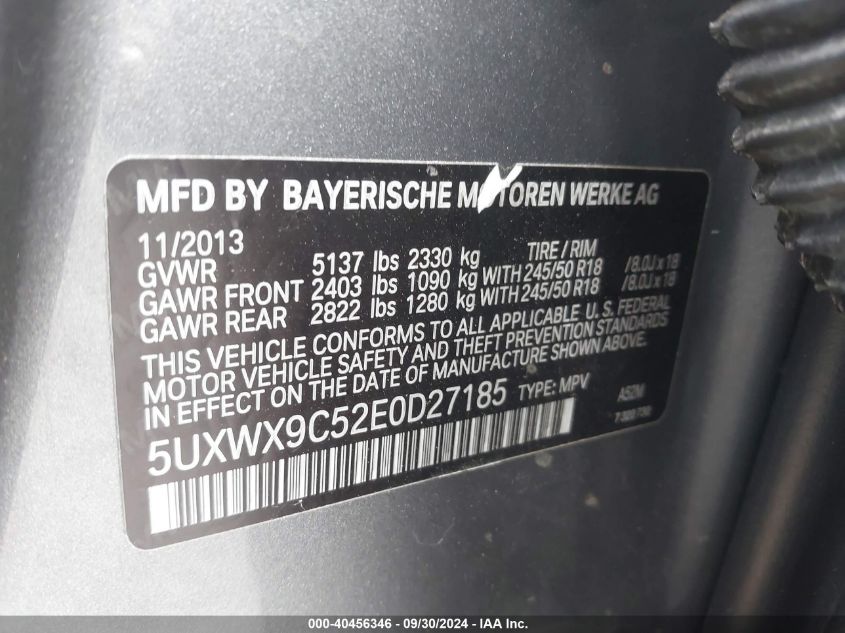 MFD BY BAYERISCHE MOTOREN WERKE AG
11/2013 TIRE / RIM
GVWR 5137 lbs 2330 kg
GAWR FRONT 2403 lbs 1090 kg WITH 245/50 R18 /8.0J x 18
GAWR REAR 2822 lbs 1280 kg WITH 245/50 R18 /8.0J x 18
THIS VEHICLE CONFORMS TO ALL APPLICABLE U.S. FEDERAL
MOTOR VEHICLE SAFETY AND THEFT PREVENTION STANDARDS
IN EFFECT ON THE DATE OF MANUFACTURE SHOWN ABOVE.
5UXWX9C52E0D27185 TYPE: MPV A52M
000-40456346 / 09/30/2024 - IAA Inc.